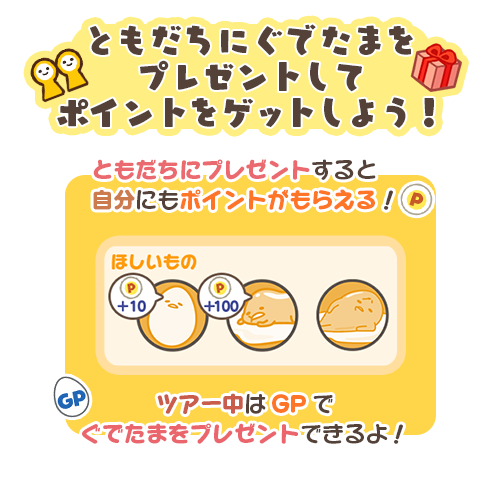 ともだちにぐでたまを
プレゼントして
ポイントをゲットしよう！
ともだちにプレゼントすると
自分にもポイントがもらえる！ P
ほしいもの
P
+10
P
+100
GP
ツアー中はGPで
ぐでたまをプレゼントできるよ！